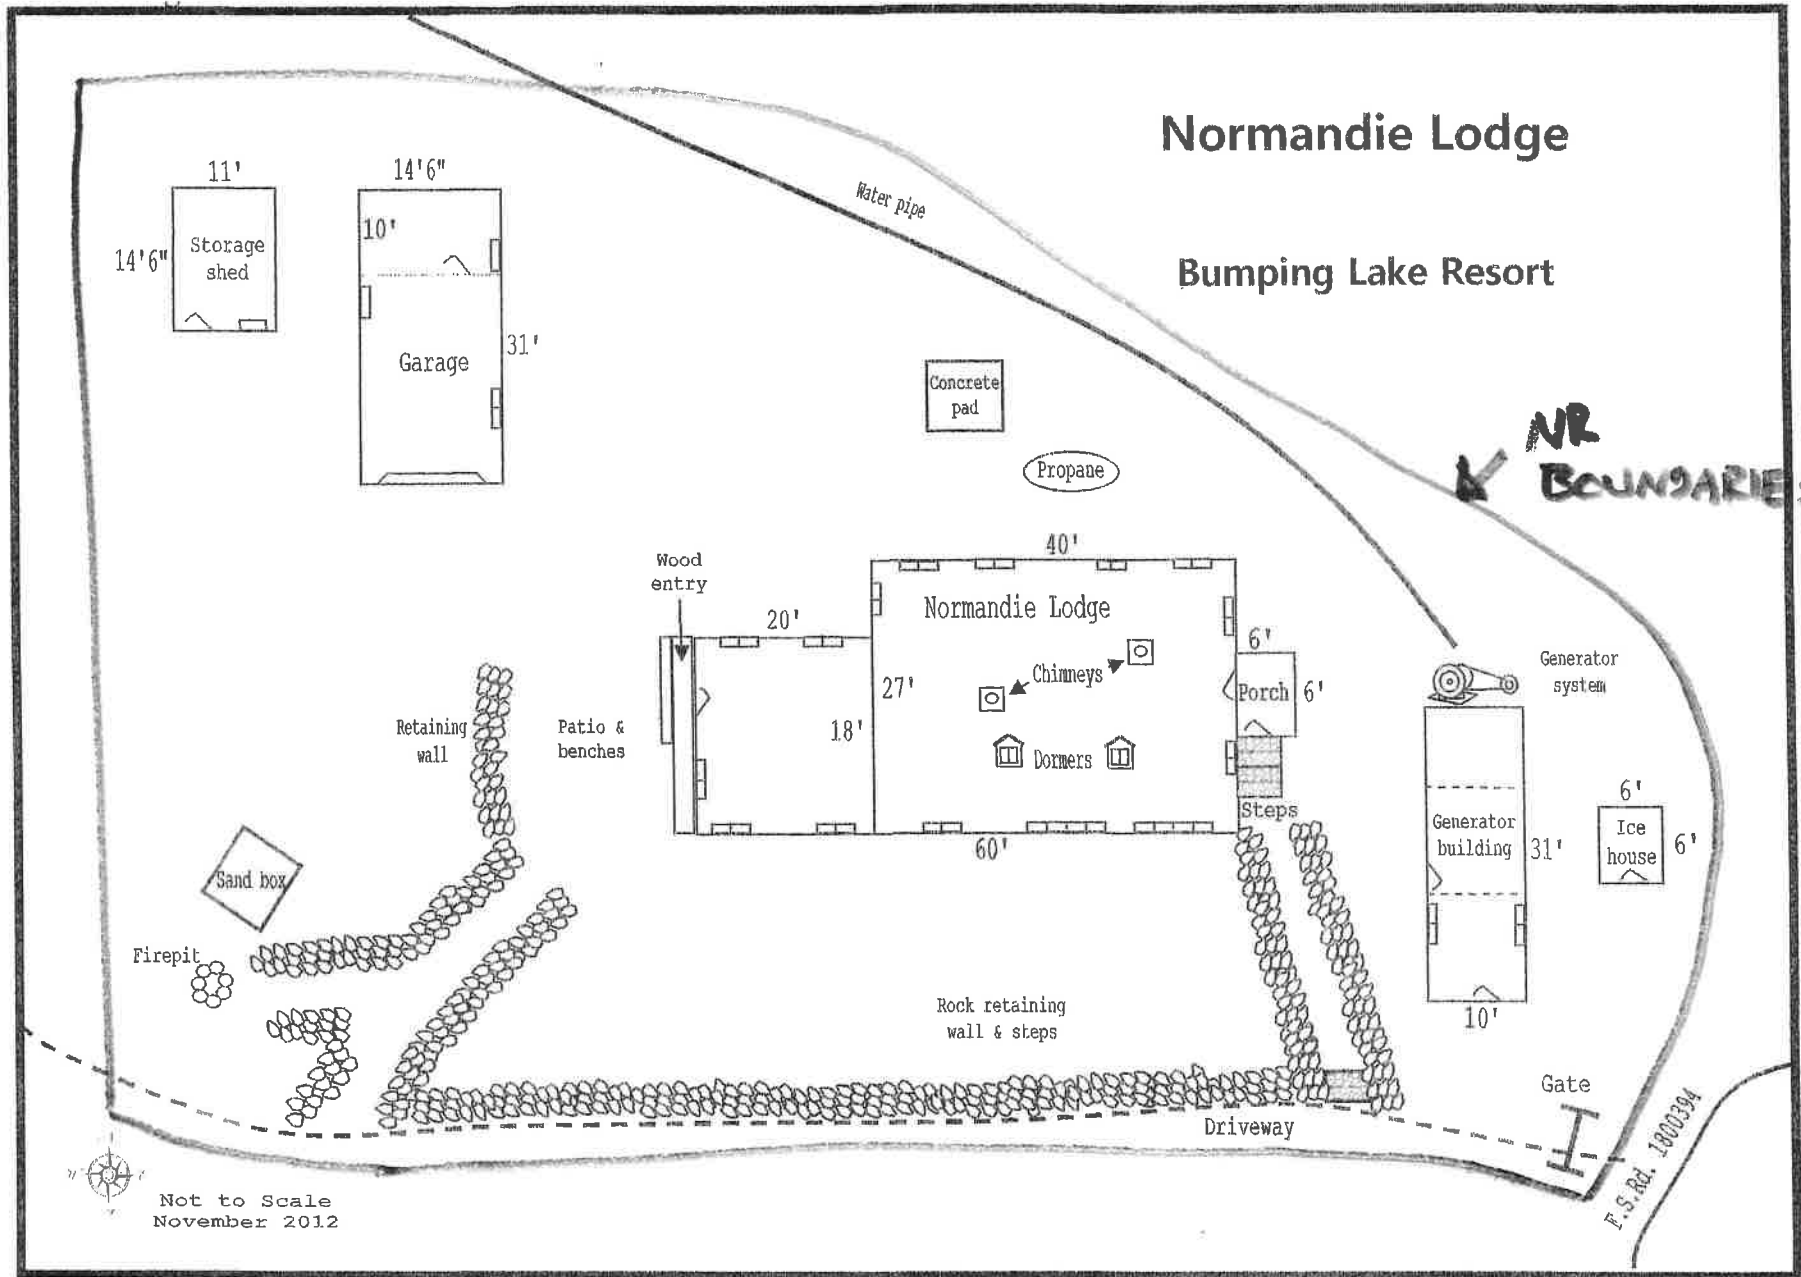 Normandie Lodge
Bumping Lake Resort
Water pipe
11'
14'6"
Storage
shed
14'6"
10'
Garage
31'
Concrete
pad
Propane
NR
BOUNDARIES
Wood
entry
20'
40'
Normandie Lodge
Chimneys
27'
18'
Dormers
60'
6'
Porch
6'
Steps
Generator
system
Generator
building
31'
10'
6'
Ice
house
6'
Retaining
wall
Patio &
benches
Sand box
Firepit
Rock retaining
wall & steps
Driveway
Gate
F.S.Rd. 1800394
Not to Scale
November 2012